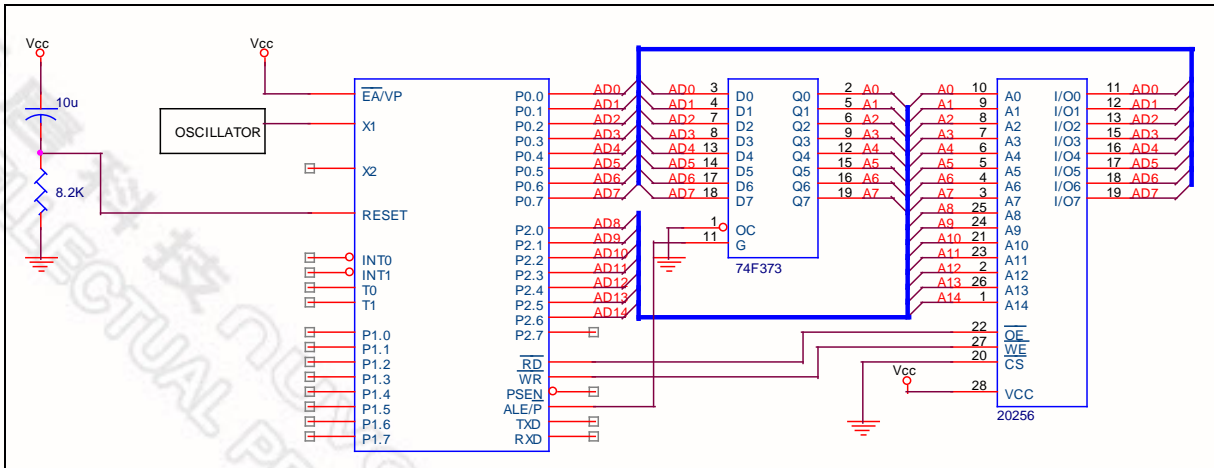 Vcc
10u
8.2K
Vcc
OSCILLATOR
EA/VP
X1
X2
RESET
INT0
INT1
T0
T1
P1.0
P1.1
P1.2
P1.3
P1.4
P1.5
P1.6
P1.7
P0.0 AD0
P0.1 AD1
P0.2 AD2
P0.3 AD3
P0.4 AD4
P0.5 AD5
P0.6 AD6
P0.7 AD7
P2.0 AD8
P2.1 AD9
P2.2 AD10
P2.3 AD11
P2.4 AD12
P2.5 AD13
P2.6 AD14
P2.7
RD
WR
PSEN
ALE/P
TXD
RXD
AD0 3 D0 Q0 2 A0
AD1 4 D1 Q1 5 A1
AD2 7 D2 Q2 6 A2
AD3 8 D3 Q3 9 A3
AD4 13 D4 Q4 12 A4
AD5 14 D5 Q5 15 A5
AD6 17 D6 Q6 16 A6
AD7 18 D7 Q7 19 A7
1 OC
11 G
74F373
A0 10 A0 I/O0 11 AD0
A1 9 A1 I/O1 12 AD1
A2 8 A2 I/O2 13 AD2
A3 7 A3 I/O3 15 AD3
A4 6 A4 I/O4 16 AD4
A5 5 A5 I/O5 17 AD5
A6 4 A6 I/O6 18 AD6
A7 3 A7 I/O7 19 AD7
A8 25 A8
A9 24 A9
A10 21 A10
A11 23 A11
A12 2 A12
A13 26 A13
A14 1 A14
22 OE
27 WE
20 CS
Vcc 28 VCC
20256